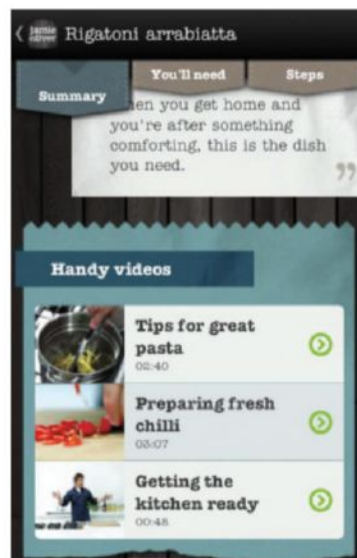 jamie oliver Rigatoni arrabiatta
Summary
You'll need
Steps
you get home and
you're after something
comforting, this is the dish
you need.
”
Handy videos
Tips for great
pasta
02:40
Preparing fresh
chilli
03:07
Getting the
kitchen ready
00:48